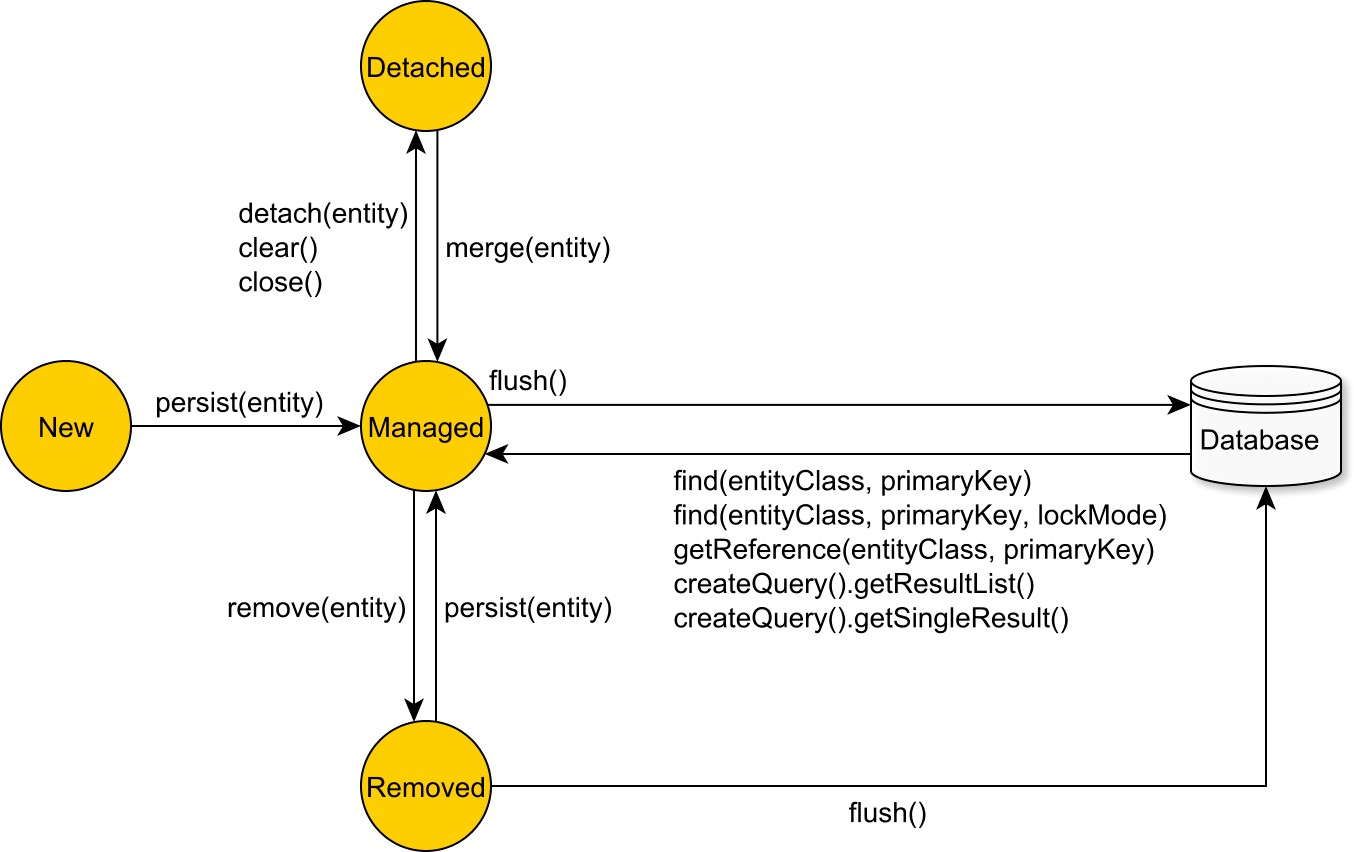 Detached
detach(entity)
clear()
close()
merge(entity)
New
persist(entity)
Managed
flush()
Database
find(entityClass, primaryKey)
find(entityClass, primaryKey, lockMode)
getReference(entityClass, primaryKey)
createQuery().getResultList()
createQuery().getSingleResult()
remove(entity)
persist(entity)
Removed
flush()